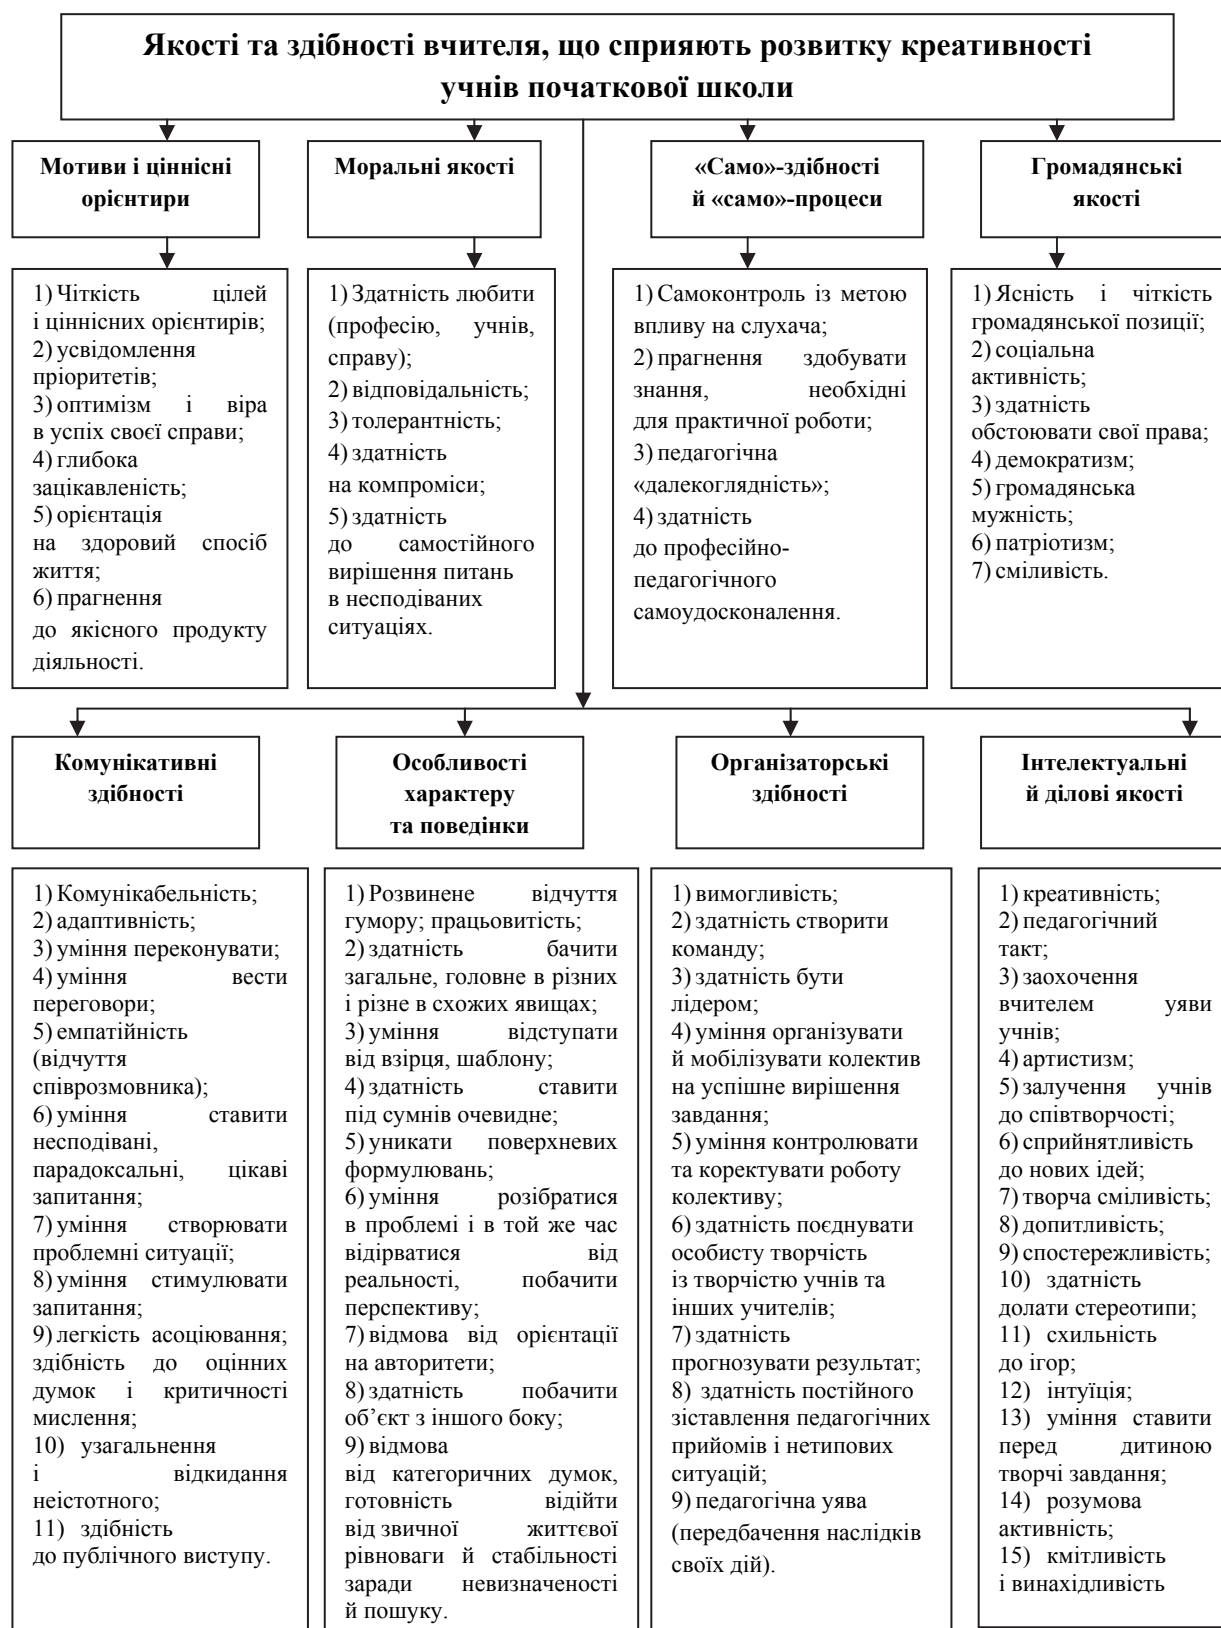 Якості та здібності вчителя, що сприяють розвитку креативності
учнів початкової школи
Мотиви і ціннісні
орієнтири
Моральні якості
«Само»-здібності
й «само»-процеси
Громадянські
якості
1) Чіткість цілей
і ціннісних орієнтирів;
2) усвідомлення
пріоритетів;
3) оптимізм і віра
в успіх своєї справи;
4) глибока
зацікавленість;
5) орієнтація
на здоровий спосіб
життя;
6) прагнення
до якісного продукту
діяльності.
1) Здатність любити
(професію, учнів,
справу);
2) відповідальність;
3) толерантність;
4) здатність
на компроміси;
5) здатність
до самостійного
вирішення питань
в несподіваних
ситуаціях.
1) Самоконтроль із метою
впливу на слухача;
2) прагнення здобувати
знання, необхідні
для практичної роботи;
3) педагогічна
«далекоглядність»;
4) здатність
до професійно-
педагогічного
самоудосконалення.
1) Ясність і чіткість
громадянської позиції;
2) соціальна
активність;
3) здатність
обстоювати свої права;
4) демократизм;
5) громадянська
мужність;
6) патріотизм;
7) сміливість.
Комунікативні
здібності
Особливості
характеру
та поведінки
Організаторські
здібності
Інтелектуальні
й ділові якості
1) Комунікабельність;
2) адаптивність;
3) уміння переконувати;
4) уміння вести
переговори;
5) емпатійність
(відчуття
співрозмовника);
6) уміння ставити
несподівані,
парадоксальні, цікаві
запитання;
7) уміння створювати
проблемні ситуації;
8) уміння стимулювати
запитання;
9) легкість асоціювання;
здібність до оцінних
думок і критичності
мислення;
10) узагальнення
і відкидання
неістотного;
11) здібність
до публічного виступу.
1) Розвинене відчуття
гумору; працьовитість;
2) здатність бачити
загальне, головне в різних
і різне в схожих явищах;
3) уміння відступати
від взірця, шаблону;
4) здатність ставити
під сумнів очевидне;
5) уникати поверхневих
формулювань;
6) уміння розібратися
в проблемі і в той же час
відірватися від
реальності, побачити
перспективу;
7) відмова від орієнтації
на авторитети;
8) здатність побачити
об’єкт з іншого боку;
9) відмова
від категоричних думок,
готовність відійти
від звичної життєвої
рівноваги й стабільності
заради невизначеності
й пошуку.
1) вимогливість;
2) здатність створити
команду;
3) здатність бути
лідером;
4) уміння організувати
й мобілізувати колектив
на успішне вирішення
завдання;
5) уміння контролювати
та коректувати роботу
колективу;
6) здатність поєднувати
особисту творчість
із творчістю учнів та
інших учителів;
7) здатність
прогнозувати результат;
8) здатність постійного
зіставлення педагогічних
прийомів і нетипових
ситуацій;
9) педагогічна уява
(передбачення наслідків
своїх дій).
1) креативність;
2) педагогічний
такт;
3) заохочення
вчителем уяви
учнів;
4) артистизм;
5) залучення учнів
до співтворчості;
6) сприйнятливість
до нових ідей;
7) творча сміливість;
8) допитливість;
9) спостережливість;
10) здатність
долати стереотипи;
11) схильність
до ігор;
12) інтуїція;
13) уміння ставити
перед дитиною
творчі завдання;
14) розумова
активність;
15) кмітливість
і винахідливість